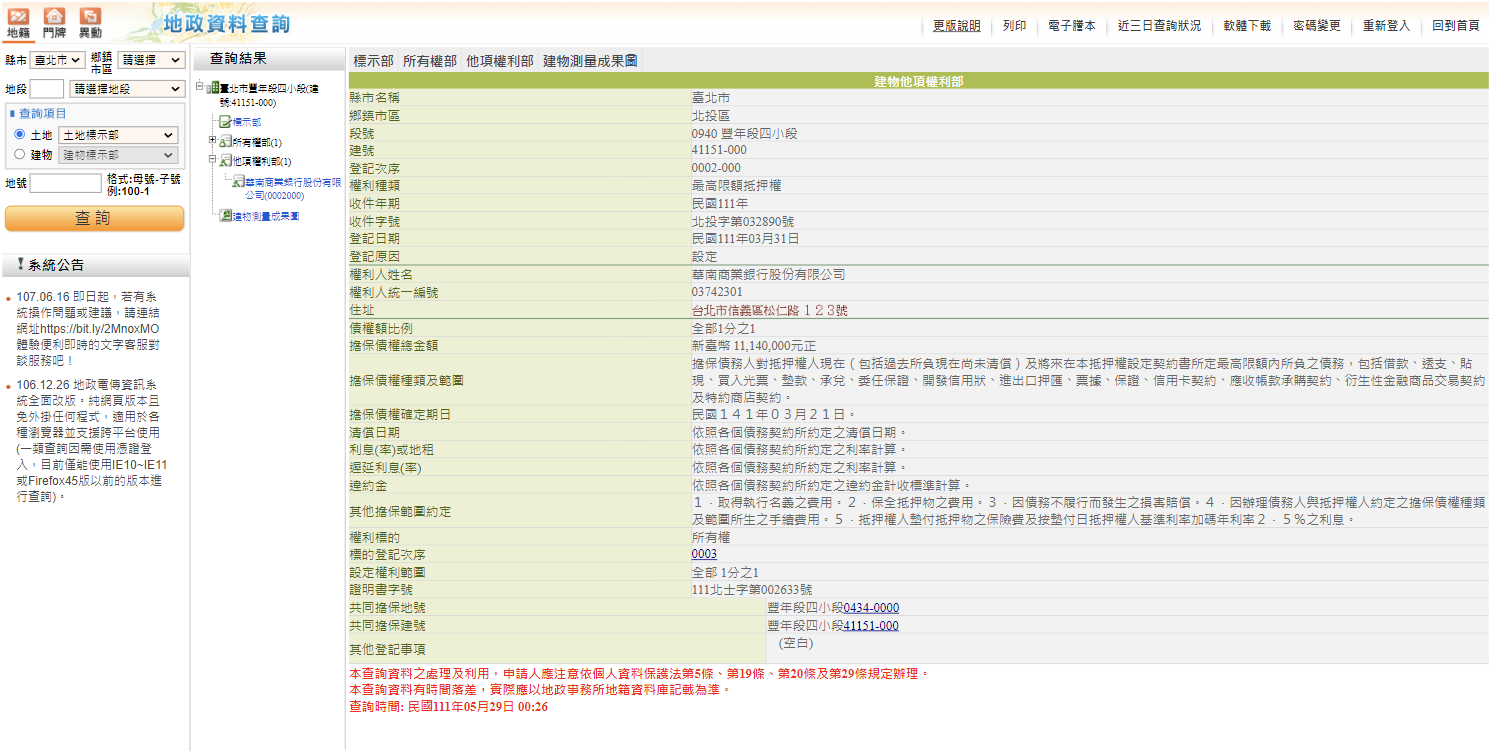 地籍 門牌 異動
地政資料查詢
更版說明 列印 電子謄本 近三日查詢狀況 軟體下載 密碼變更 重新登入 回到首頁
縣市 臺北市 鄉鎮市區 請選擇
地段 請選擇地段
查詢項目
土地 土地標示部
建物 建物標示部
地號 格式:母號-子號
例:100-1
查 詢
系統公告
107.06.16 即日起，若有系
統操作問題或建議，請連結
網址https://bit.ly/2MnoxMO
體驗便利即時的文字客服對
談服務吧！
106.12.26 地政電傳資訊系
統全面改版。純網頁版本且
免外掛任何程式，適用於各
種瀏覽器並支援跨平台使用
(一類查詢因需使用憑證登
入，目前僅能使用IE10~IE11
或Firefox45版以前的版本進
行查詢)。
查詢結果
臺北市豐年段四小段(建
號:41151-000)
標示部
所有權部(1)
他項權利部(1)
華南商業銀行股份有限
公司(0002000)
建物測量成果圖
標示部 所有權部 他項權利部 建物測量成果圖
建物他項權利部
縣市名稱 臺北市
鄉鎮市區 北投區
段號 0940 豐年段四小段
建號 41151-000
登記次序 0002-000
權利種類 最高限額抵押權
收件年期 民國111年
收件字號 北投字第032890號
登記日期 民國111年03月31日
登記原因 設定
權利人姓名 華南商業銀行股份有限公司
權利人統一編號 03742301
住址 台北市信義區松仁路１２３號
債權額比例 全部1分之1
擔保債權總金額 新臺幣 11,140,000元正
擔保債權種類及範圍 擔保債務人對抵押權人現在（包括過去所負現在尚未清償）及將來在本抵押權設定契約書所定最高限額內所負之債務，包括借款、透支、貼
現、買入光票、墊款、承兌、委任保證、開發信用狀、進出口押匯、票據、保證、信用卡契約、應收帳款承購契約、衍生性金融商品交易契約
及特約商店契約。
擔保債權確定期日 民國１４１年０３月２１日。
清償日期 依照各個債務契約所約定之清償日期。
利息(率)或地租 依照各個債務契約所約定之利率計算。
遲延利息(率) 依照各個債務契約所約定之利率計算。
違約金 依照各個債務契約所約定之違約金計收標準計算。
其他擔保範圍約定 １．取得執行名義之費用。２．保全抵押物之費用。３．因債務不履行而發生之損害賠償。４．因辦理債務人與抵押權人約定之擔保債權種類
及範圍所生之手續費用。５．抵押權人墊付抵押物之保險費及按墊付日抵押權人基準利率加碼年利率２．５％之利息。
權利標的 所有權
標的登記次序 0003
設定權利範圍 全部 1分之1
證明書字號 111北士字第002633號
共同擔保地號 豐年段四小段0434-0000
共同擔保建號 豐年段四小段41151-000
其他登記事項 (空白)
本查詢資料之處理及利用，申請人應注意依個人資料保護法第5條、第19條、第20條及第29條規定辦理。
本查詢資料有時間落差，實際應以地政事務所地籍資料庫記載為準。
查詢時間: 民國111年05月29日 00:26